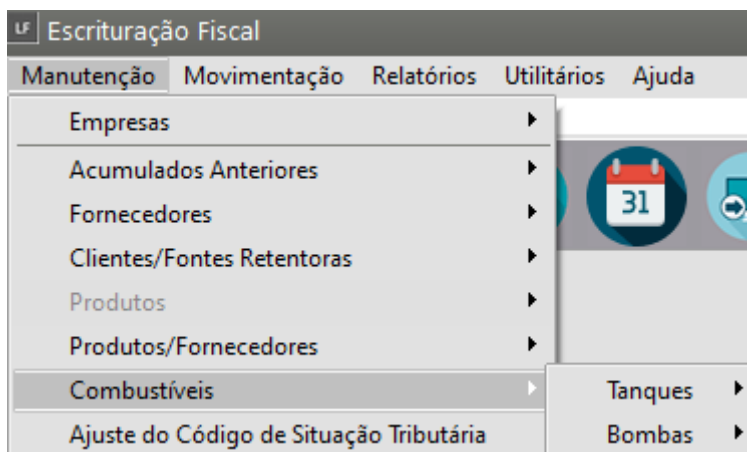 LF Escrituração Fiscal
Manutenção Movimentação Relatórios Utilitários Ajuda
Empresas
Acumulados Anteriores
31
Fornecedores
Clientes/Fontes Retentoras
Produtos
Produtos/Fornecedores
Combustíveis Tanques
Ajuste do Código de Situação Tributária Bombas